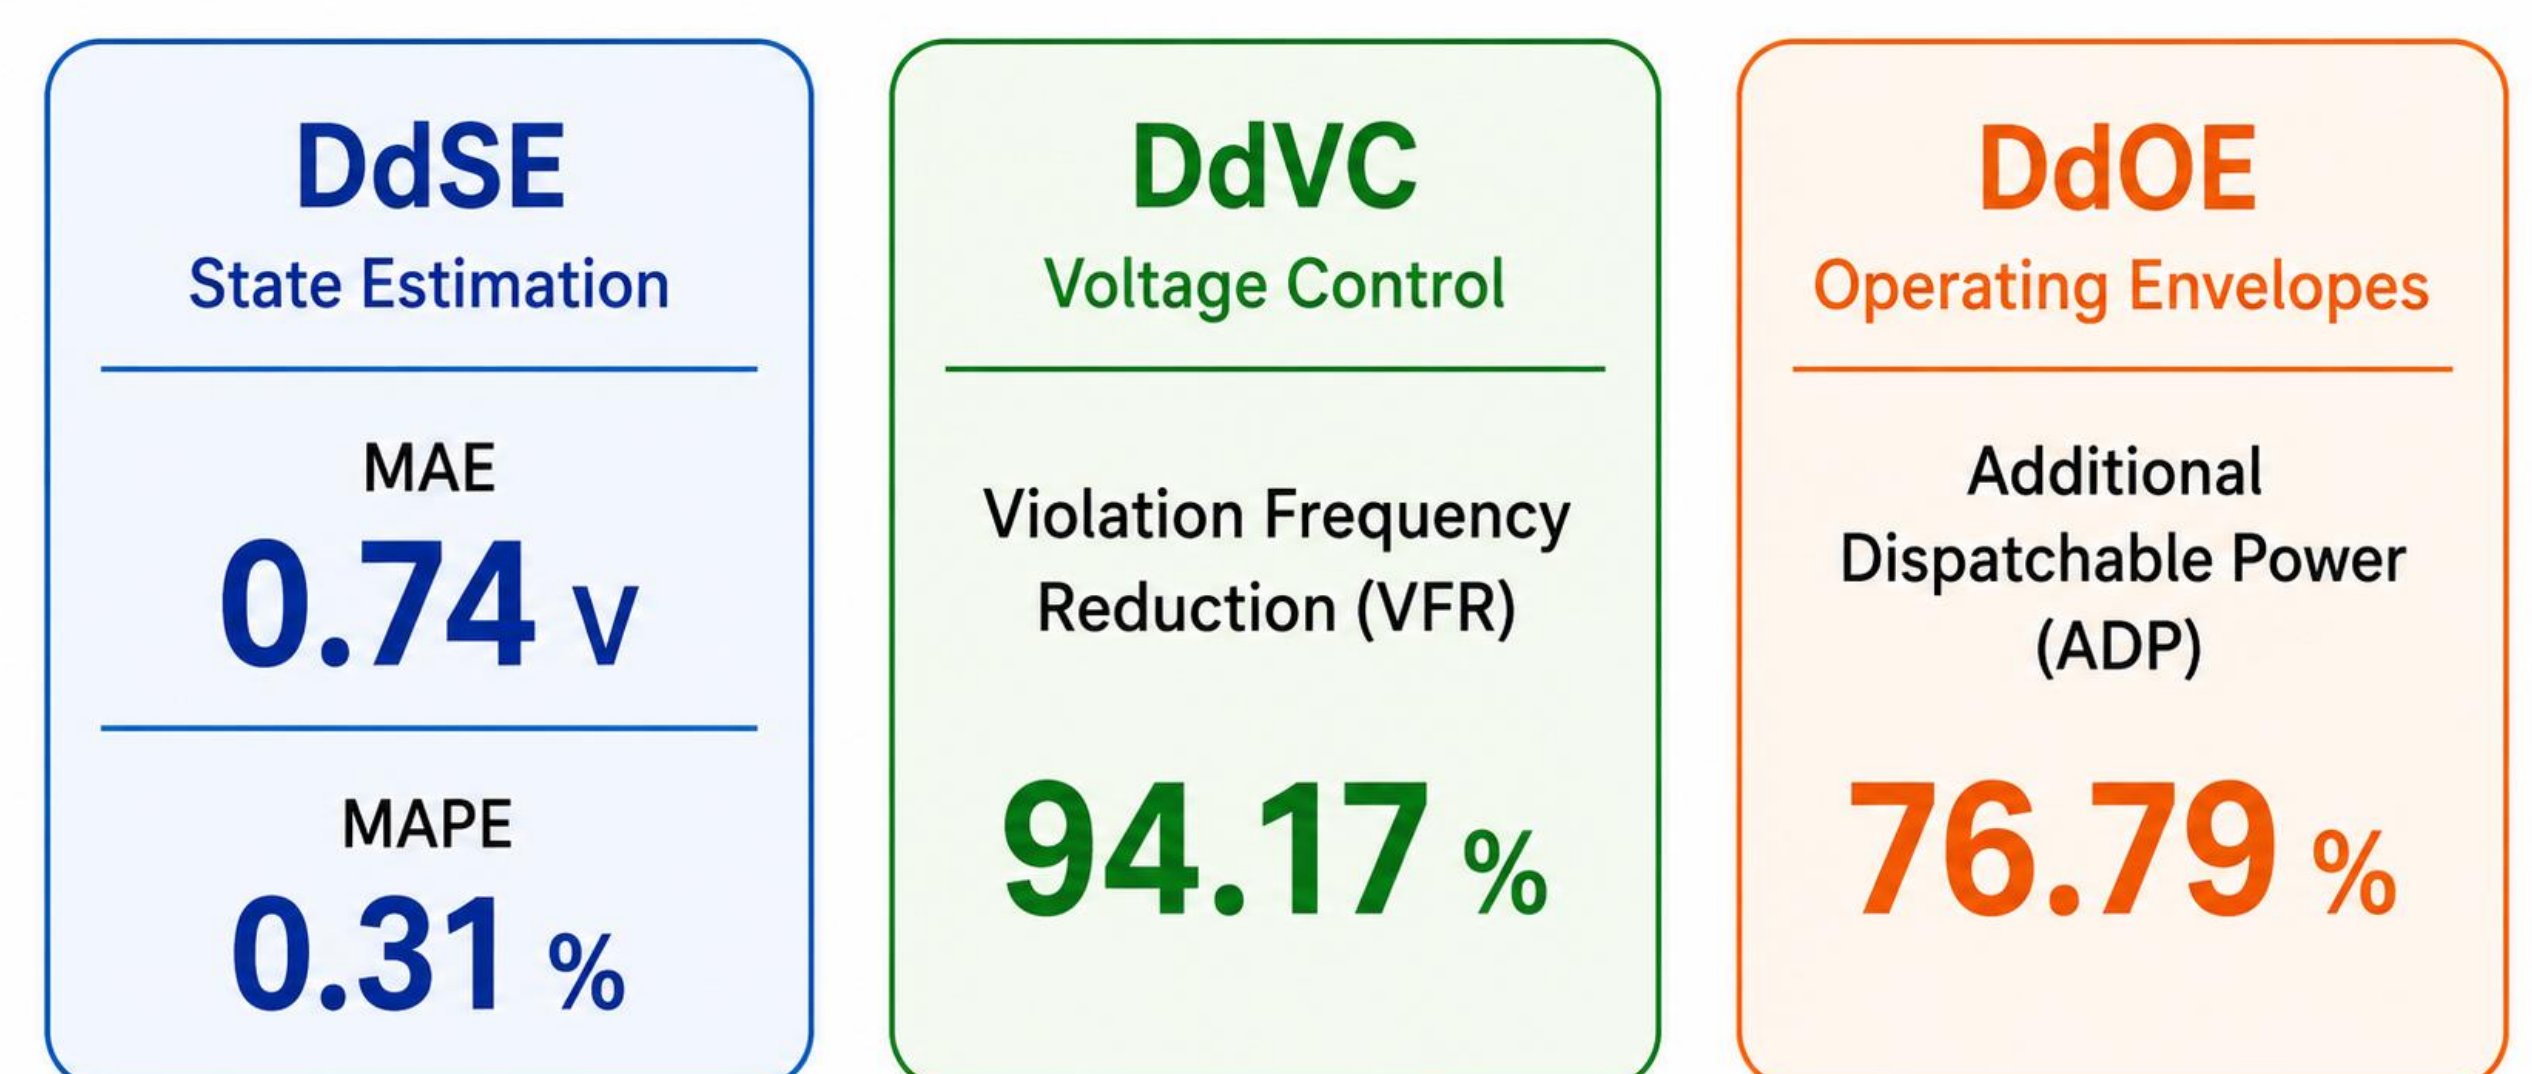 DdSE
State Estimation
MAE
0.74 V
MAPE
0.31 %
DdVC
Voltage Control
Violation Frequency
Reduction (VFR)
94.17 %
DdOE
Operating Envelopes
Additional
Dispatchable Power
(ADP)
76.79 %